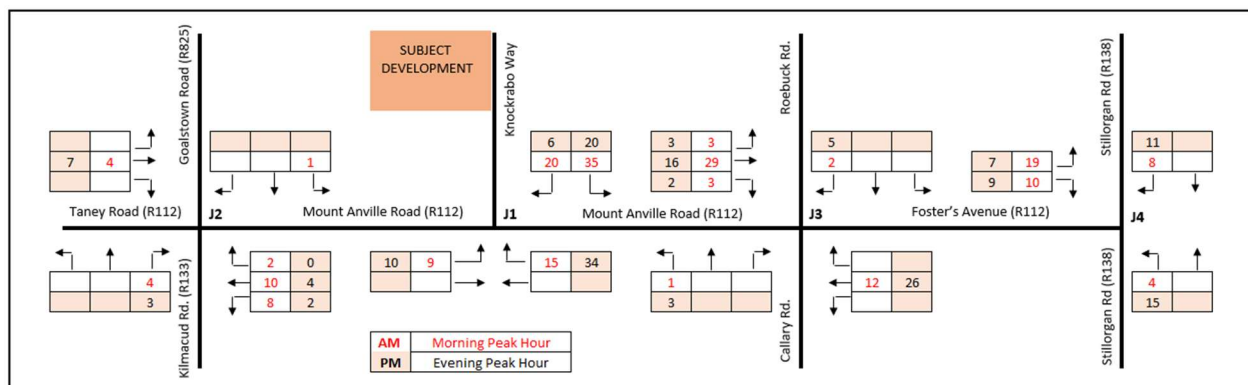 SUBJECT
DEVELOPMENT
Goalstown Road (R825)
Knockrabo Way
Roebuck Rd.
Stillorgan Rd (R138)
7 4
1
6 20
20 35
3 3
16 29
2 3
5
2
7 19
9 10
11
8
Taney Road (R112)
J2
Mount Anville Road (R112)
J1
Mount Anville Road (R112)
J3
Foster's Avenue (R112)
J4
Kilmacud Rd. (R133)
4
3
2 0
10 4
8 2
10 9
15 34
1
3
Callary Rd.
12 26
Stillorgan Rd (R138)
4
15
AM Morning Peak Hour
PM Evening Peak Hour